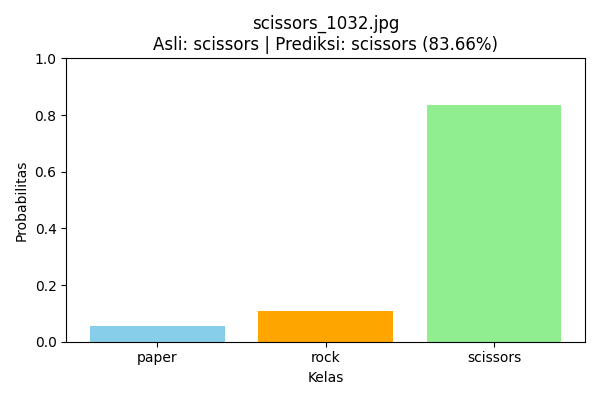 scissors_1032.jpg
Asli: scissors | Prediksi: scissors (83.66%)
1.0
0.8
0.6
0.4
0.2
0.0
Probabilitas
paper
rock
scissors
Kelas